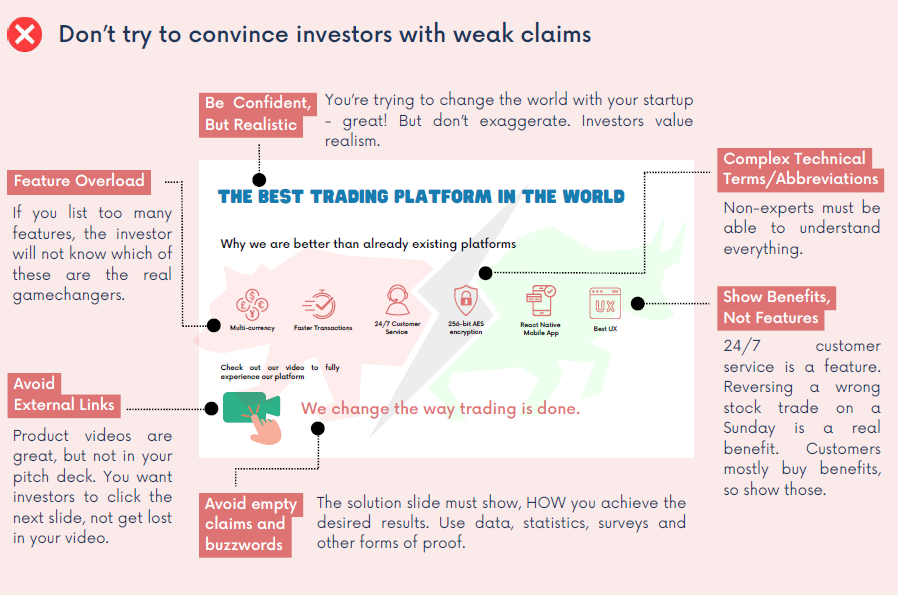 Don't try to convince investors with weak claims
Be Confident,
But Realistic
You're trying to change the world with your startup
- great! But don't exaggerate. Investors value
realism.
Feature Overload
If you list too many
features, the investor
will not know which of
these are the real
gamechangers.
Complex Technical
Terms/Abbreviations
Non-experts must be
able to understand
everything.
THE BEST TRADING PLATFORM IN THE WORLD
Why we are better than already existing platforms
Multi-currency
Faster Transactions
24/7 Customer
Service
256-bit AES
encryption
React Native
Mobile App
UX
Best UX
Show Benefits,
Not Features
24/7 customer
service is a feature.
Reversing a wrong
stock trade on a
Sunday is a real
benefit. Customers
mostly buy benefits,
so show those.
Check out our video to fully
experience our platform
We change the way trading is done.
Avoid
External Links
Product videos are
great, but not in your
pitch deck. You want
investors to click the
next slide, not get lost
in your video.
Avoid empty
claims and
buzzwords
The solution slide must show, HOW you achieve the
desired results. Use data, statistics, surveys and
other forms of proof.